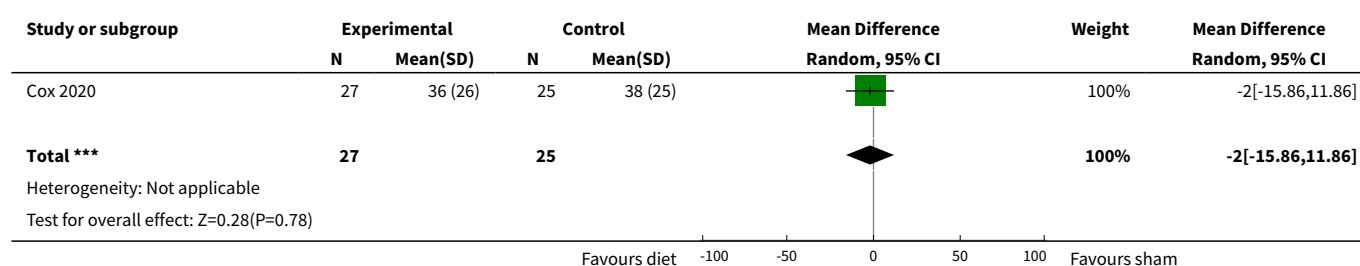 Study or subgroup Experimental Control Mean Difference Weight Mean Difference
N Mean(SD) N Mean(SD) Random, 95% CI Random, 95% CI
Cox 2020 27 36 (26) 25 38 (25) 100% -2[-15.86,11.86]
Total *** 27 25 100% -2[-15.86,11.86]
Heterogeneity: Not applicable
Test for overall effect: Z=0.28(P=0.78)
Favours diet -100 -50 0 50 100 Favours sham